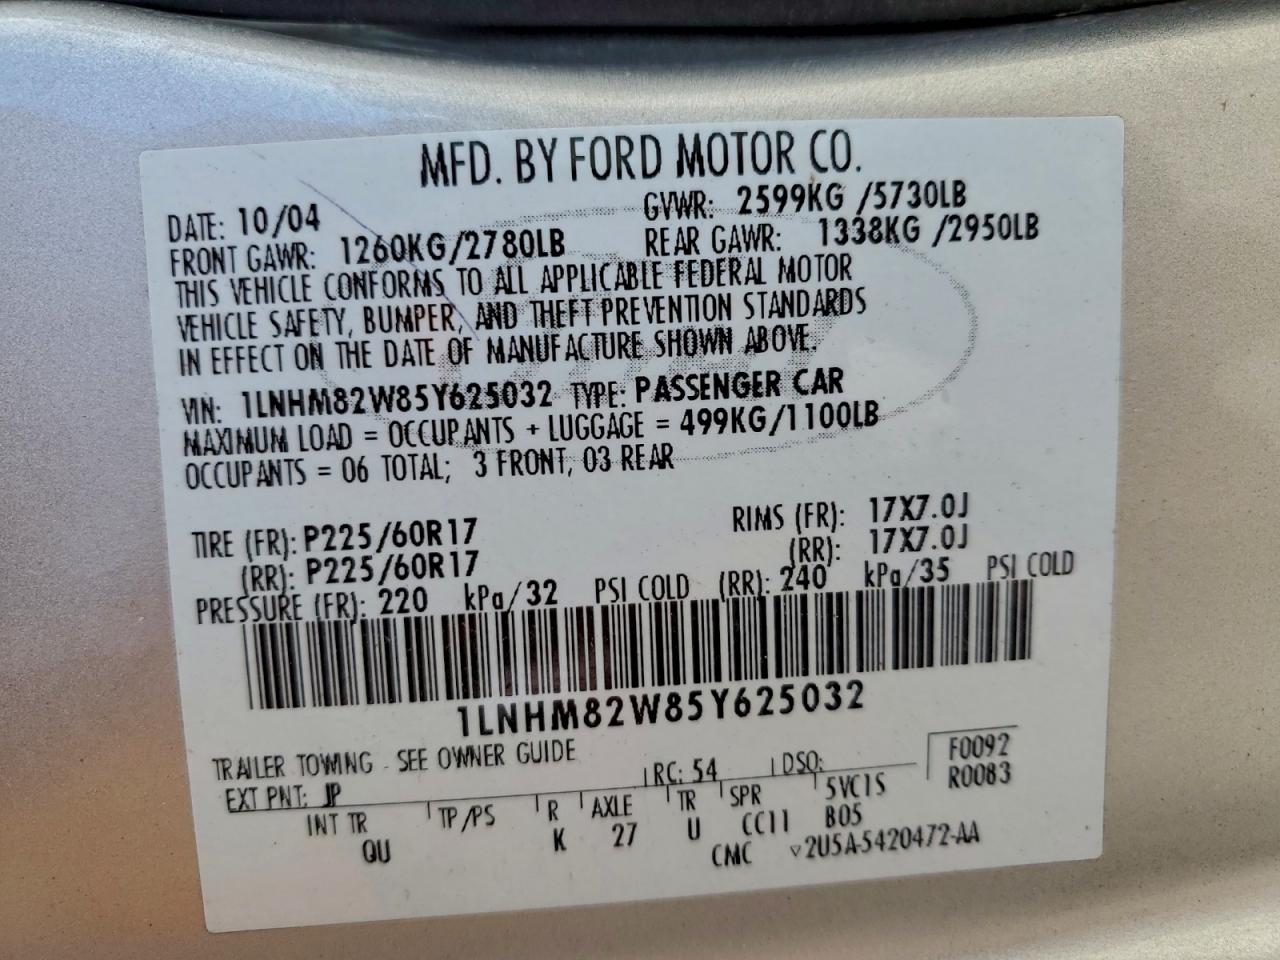 MFD. BY FORD MOTOR CO.
DATE: 10/04 GVWR: 2599KG /5730LB
FRONT GAWR: 1260KG/2780LB REAR GAWR: 1338KG /2950LB
THIS VEHICLE CONFORMS TO ALL APPLICABLE FEDERAL MOTOR
VEHICLE SAFETY, BUMPER, AND THEFT PREVENTION STANDARDS
IN EFFECT ON THE DATE OF MANUFACTURE SHOWN ABOVE.
VIN: 1LNHM82W85Y625032 TYPE: PASSENGER CAR
MAXIMUM LOAD = OCCUPANTS + LUGGAGE = 499KG/1100LB
OCCUPANTS = 06 TOTAL; 3 FRONT, 03 REAR
TIRE (FR): P225/60R17 RIMS (FR): 17X7.0J
(RR): P225/60R17 (RR): 17X7.0J
PRESSURE (FR): 220 kPa/32 PSI COLD (RR): 240 kPa/35 PSI COLD
1LNHM82W85Y625032
TRAILER TOWING - SEE OWNER GUIDE
F0092
EXT PNT: JP RC: 54 DSO: R0083
INT TR TP/PS R AXLE TR SPR 5VC1S
QU K 27 U CC11 B05
CMC ▽2U5A-5420472-AA